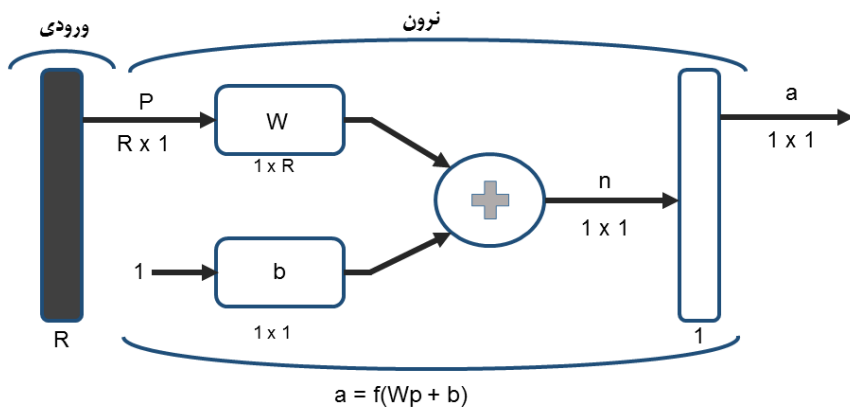 ورودی
نرون
P
R x 1
W
1 x R
a
1 x 1
n
1 x 1
1
b
1 x 1
R
1
a = f(Wp + b)